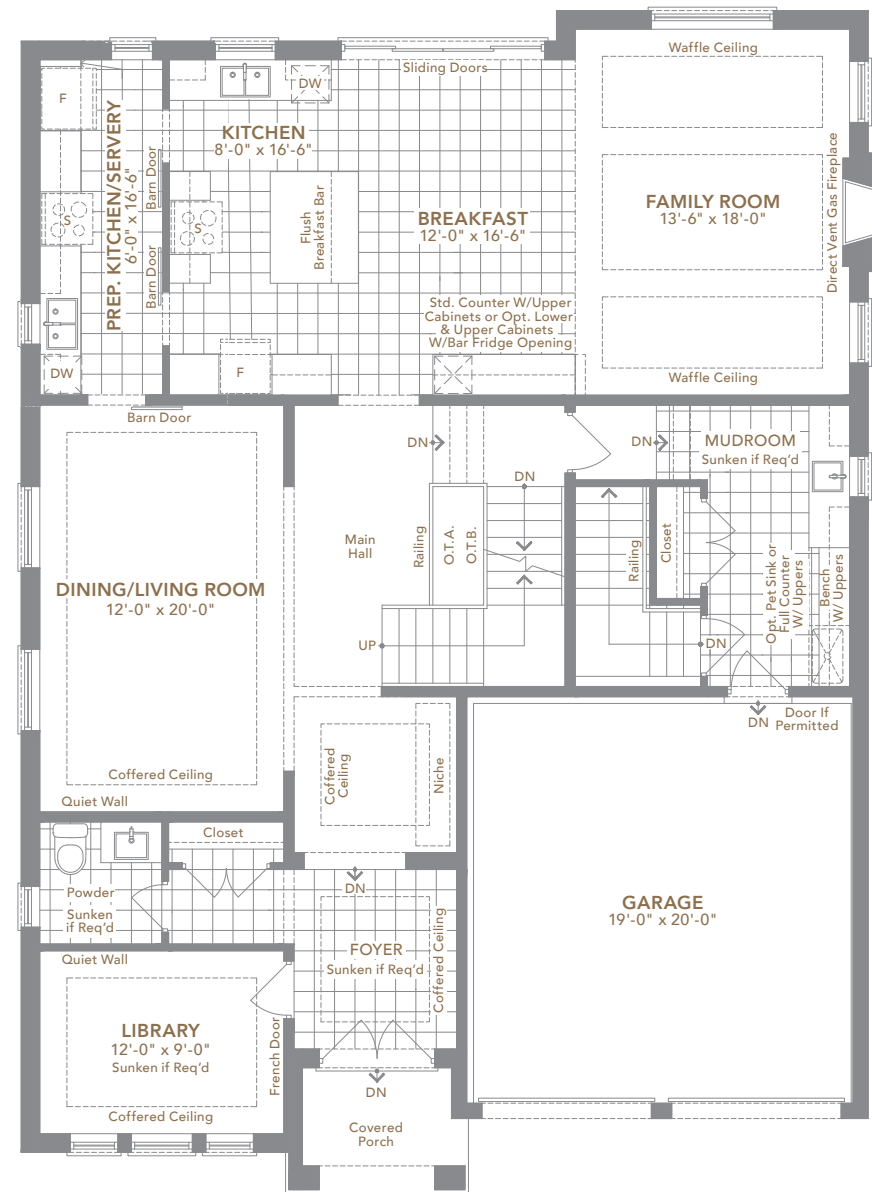 Waffle Ceiling
Sliding Doors
F
DW
KITCHEN
8'-0" x 16'-6"
PREP. KITCHEN/SERVERY
6'-0" x 16'-6"
Barn Door
Barn Door
S
S
Flush
Breakfast Bar
BREAKFAST
12'-0" x 16'-6"
FAMILY ROOM
13'-6" x 18'-0"
Direct Vent Gas Fireplace
Std. Counter W/Upper
Cabinets or Opt. Lower
& Upper Cabinets
W/Bar Fridge Opening
DW
F
Waffle Ceiling
Barn Door
DN
DN
DN
MUDROOM
Sunken if Req'd
Main
Hall
Railing
O.T.A.
O.T.B.
Railing
Closet
Opt. Pet Sink or
Full Counter
W/ Uppers
Bench
W/ Uppers
DINING/LIVING ROOM
12'-0" x 20'-0"
UP
DN
DN
Door If
Permitted
Coffered
Ceiling
Niche
Coffered Ceiling
Quiet Wall
Closet
DN
Powder
Sunken
if Req'd
FOYER
Sunken if Req'd
Coffered Ceiling
GARAGE
19'-0" x 20'-0"
Quiet Wall
LIBRARY
12'-0" x 9'-0"
Sunken if Req'd
French Door
Coffered Ceiling
DN
Covered
Porch